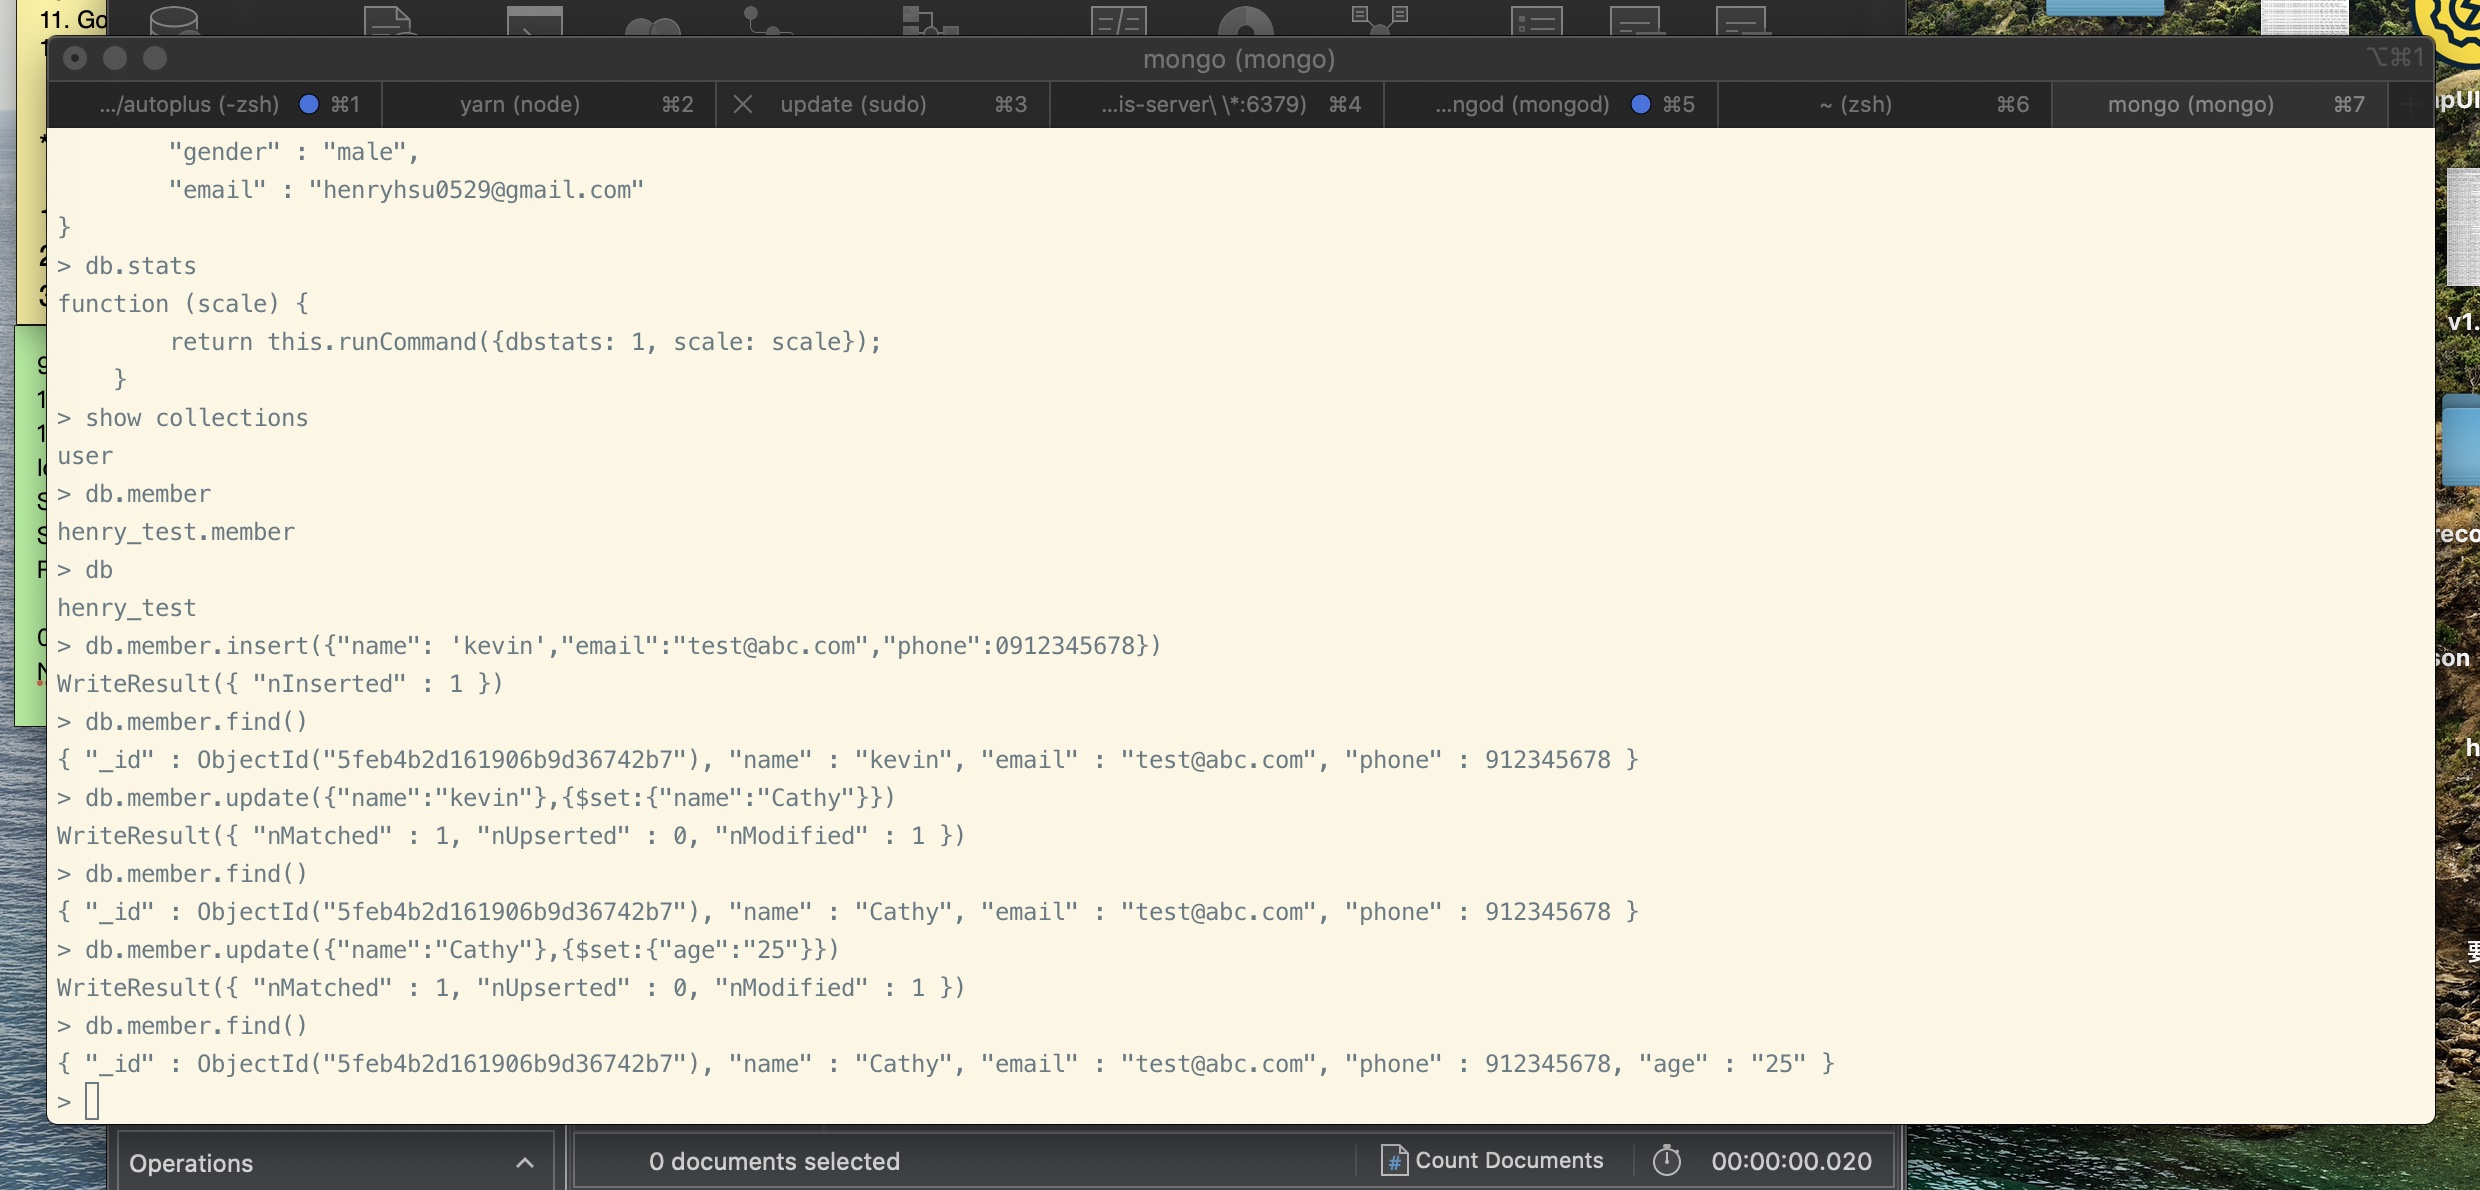 11. Go
mongo (mongo)
⌥⌘1
.../autoplus (-zsh) ⌘1
yarn (node) ⌘2
update (sudo) ⌘3
...is-server\ \*:6379) ⌘4
...ngod (mongod) ⌘5
~ (zsh) ⌘6
mongo (mongo) ⌘7
"gender" : "male",
"email" : "henryhsu0529@gmail.com"
}
> db.stats
function (scale) {
return this.runCommand({dbstats: 1, scale: scale});
}
> show collections
user
> db.member
henry_test.member
> db
henry_test
> db.member.insert({"name": 'kevin',"email":"test@abc.com","phone":0912345678})
WriteResult({ "nInserted" : 1 })
> db.member.find()
{ "_id" : ObjectId("5feb4b2d161906b9d36742b7"), "name" : "kevin", "email" : "test@abc.com", "phone" : 912345678 }
> db.member.update({"name":"kevin"},{$set:{"name":"Cathy"}})
WriteResult({ "nMatched" : 1, "nUpserted" : 0, "nModified" : 1 })
> db.member.find()
{ "_id" : ObjectId("5feb4b2d161906b9d36742b7"), "name" : "Cathy", "email" : "test@abc.com", "phone" : 912345678 }
> db.member.update({"name":"Cathy"},{$set:{"age":"25"}})
WriteResult({ "nMatched" : 1, "nUpserted" : 0, "nModified" : 1 })
> db.member.find()
{ "_id" : ObjectId("5feb4b2d161906b9d36742b7"), "name" : "Cathy", "email" : "test@abc.com", "phone" : 912345678, "age" : "25" }
>
pUI
v1.
reco
son
Operations
0 documents selected
Count Documents
00:00:00.020